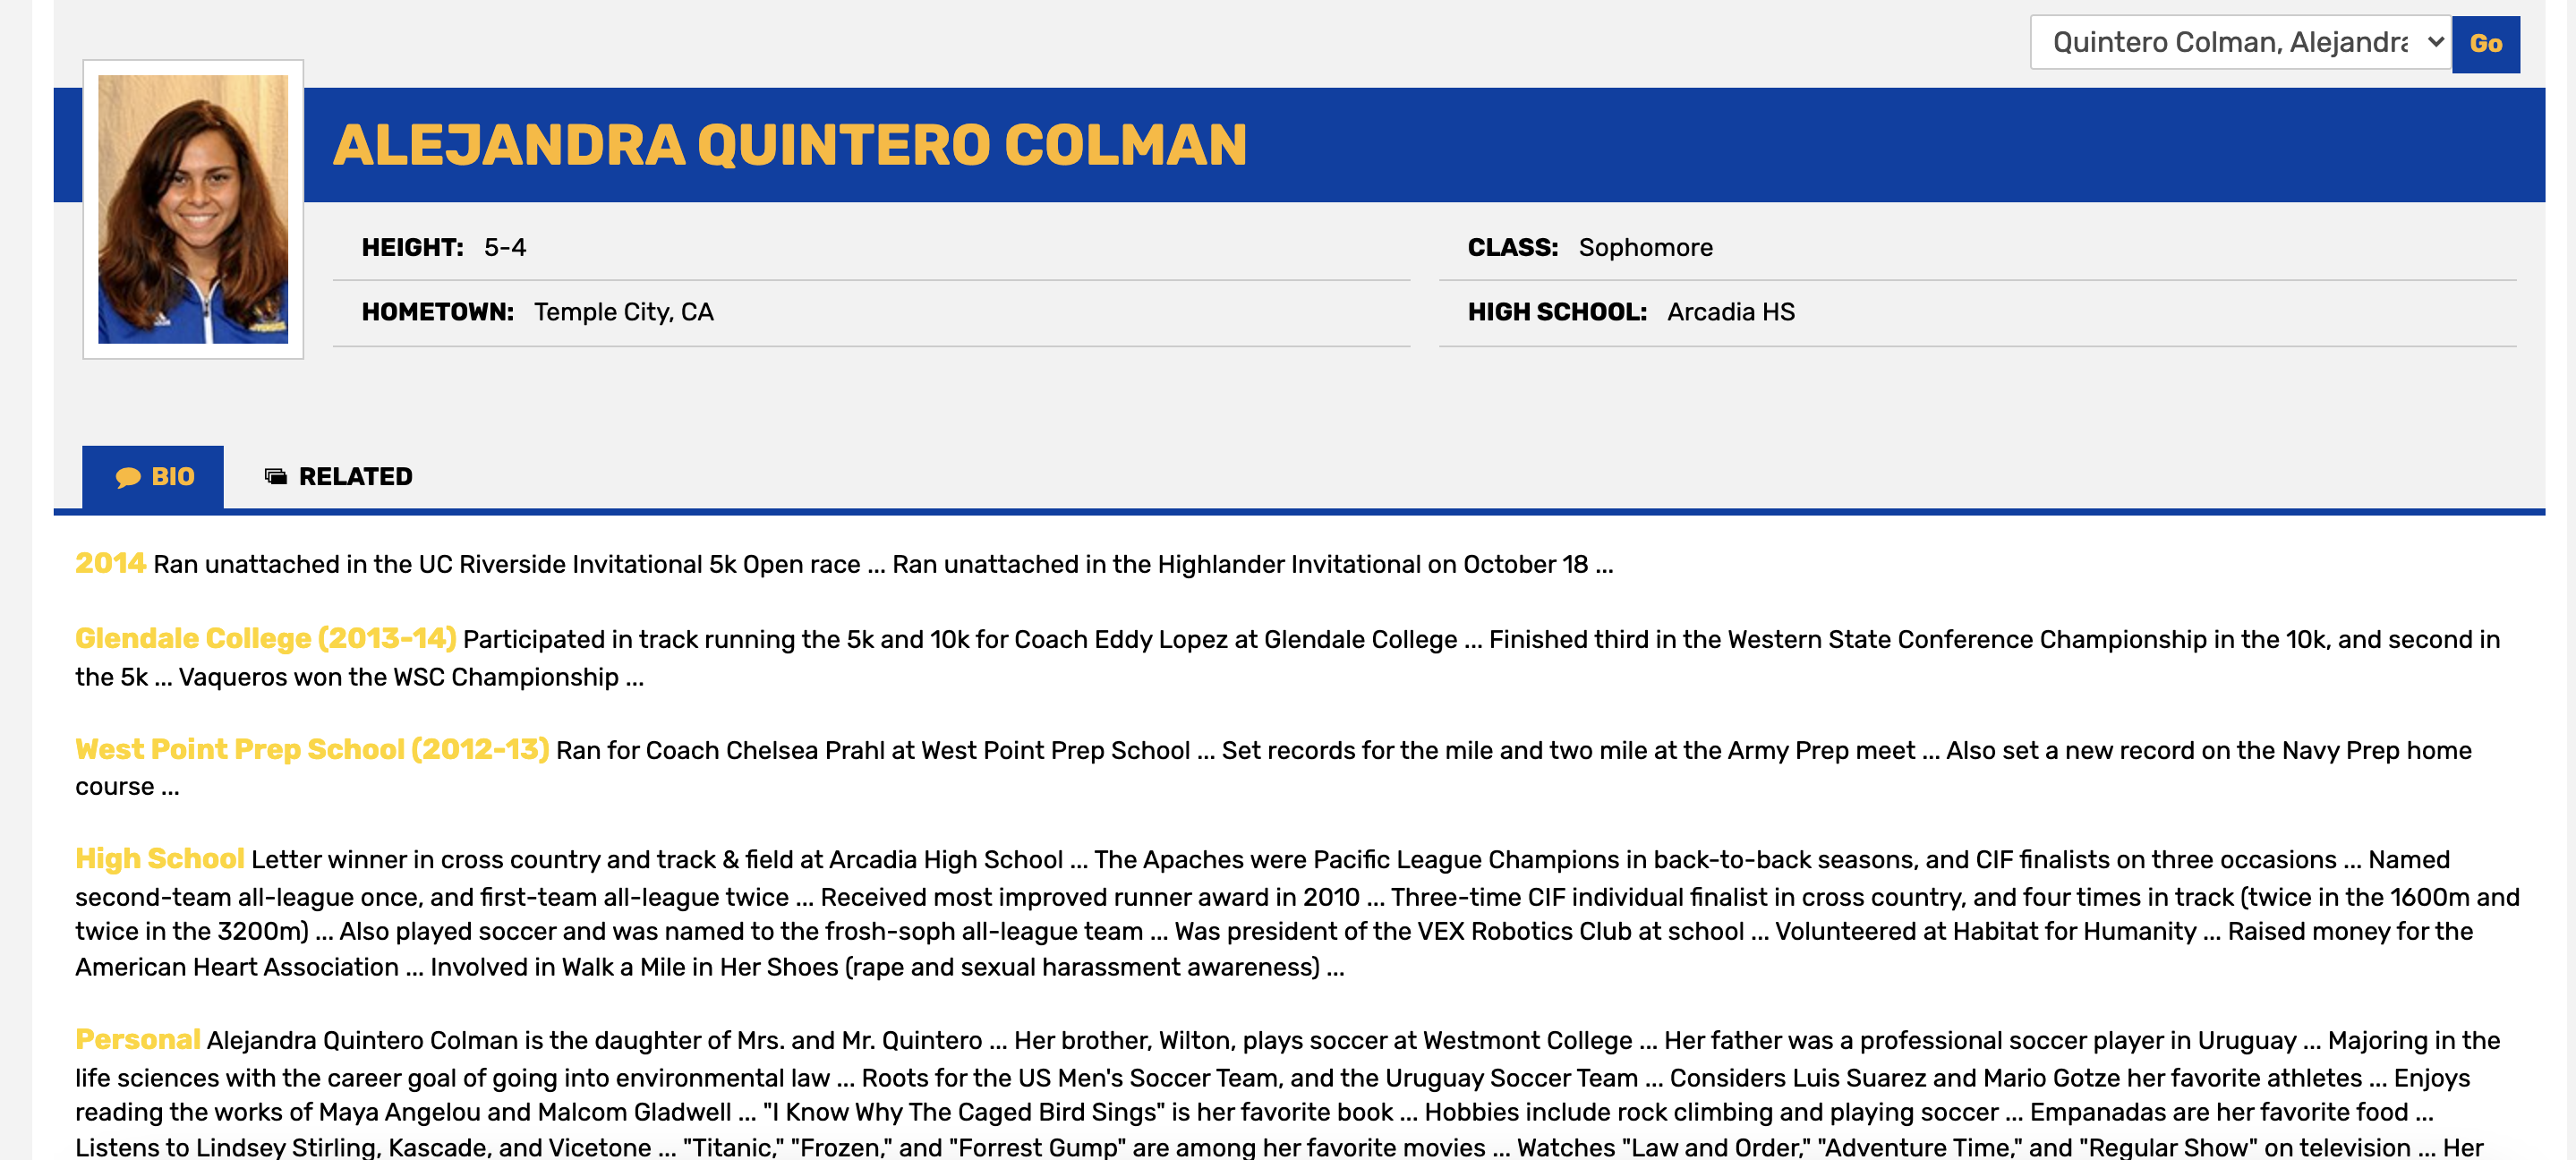 Quintero Colman, Alejandra
Go
ALEJANDRA QUINTERO COLMAN
HEIGHT: 5-4
CLASS: Sophomore
HOMETOWN: Temple City, CA
HIGH SCHOOL: Arcadia HS
BIO
RELATED
2014 Ran unattached in the UC Riverside Invitational 5k Open race ... Ran unattached in the Highlander Invitational on October 18 ...
Glendale College (2013-14) Participated in track running the 5k and 10k for Coach Eddy Lopez at Glendale College ... Finished third in the Western State Conference Championship in the 10k, and second in
the 5k ... Vaqueros won the WSC Championship ...
West Point Prep School (2012-13) Ran for Coach Chelsea Prahl at West Point Prep School ... Set records for the mile and two mile at the Army Prep meet ... Also set a new record on the Navy Prep home
course ...
High School Letter winner in cross country and track & field at Arcadia High School ... The Apaches were Pacific League Champions in back-to-back seasons, and CIF finalists on three occasions ... Named
second-team all-league once, and first-team all-league twice ... Received most improved runner award in 2010 ... Three-time CIF individual finalist in cross country, and four times in track (twice in the 1600m and
twice in the 3200m) ... Also played soccer and was named to the frosh-soph all-league team ... Was president of the VEX Robotics Club at school ... Volunteered at Habitat for Humanity ... Raised money for the
American Heart Association ... Involved in Walk a Mile in Her Shoes (rape and sexual harassment awareness) ...
Personal Alejandra Quintero Colman is the daughter of Mrs. and Mr. Quintero ... Her brother, Wilton, plays soccer at Westmont College ... Her father was a professional soccer player in Uruguay ... Majoring in the
life sciences with the career goal of going into environmental law ... Roots for the US Men's Soccer Team, and the Uruguay Soccer Team ... Considers Luis Suarez and Mario Gotze her favorite athletes ... Enjoys
reading the works of Maya Angelou and Malcom Gladwell ... "I Know Why The Caged Bird Sings" is her favorite book ... Hobbies include rock climbing and playing soccer ... Empanadas are her favorite food ...
Listens to Lindsey Stirling, Kascade, and Vicetone ... "Titanic," "Frozen," and "Forrest Gump" are among her favorite movies ... Watches "Law and Order," "Adventure Time," and "Regular Show" on television ... Her